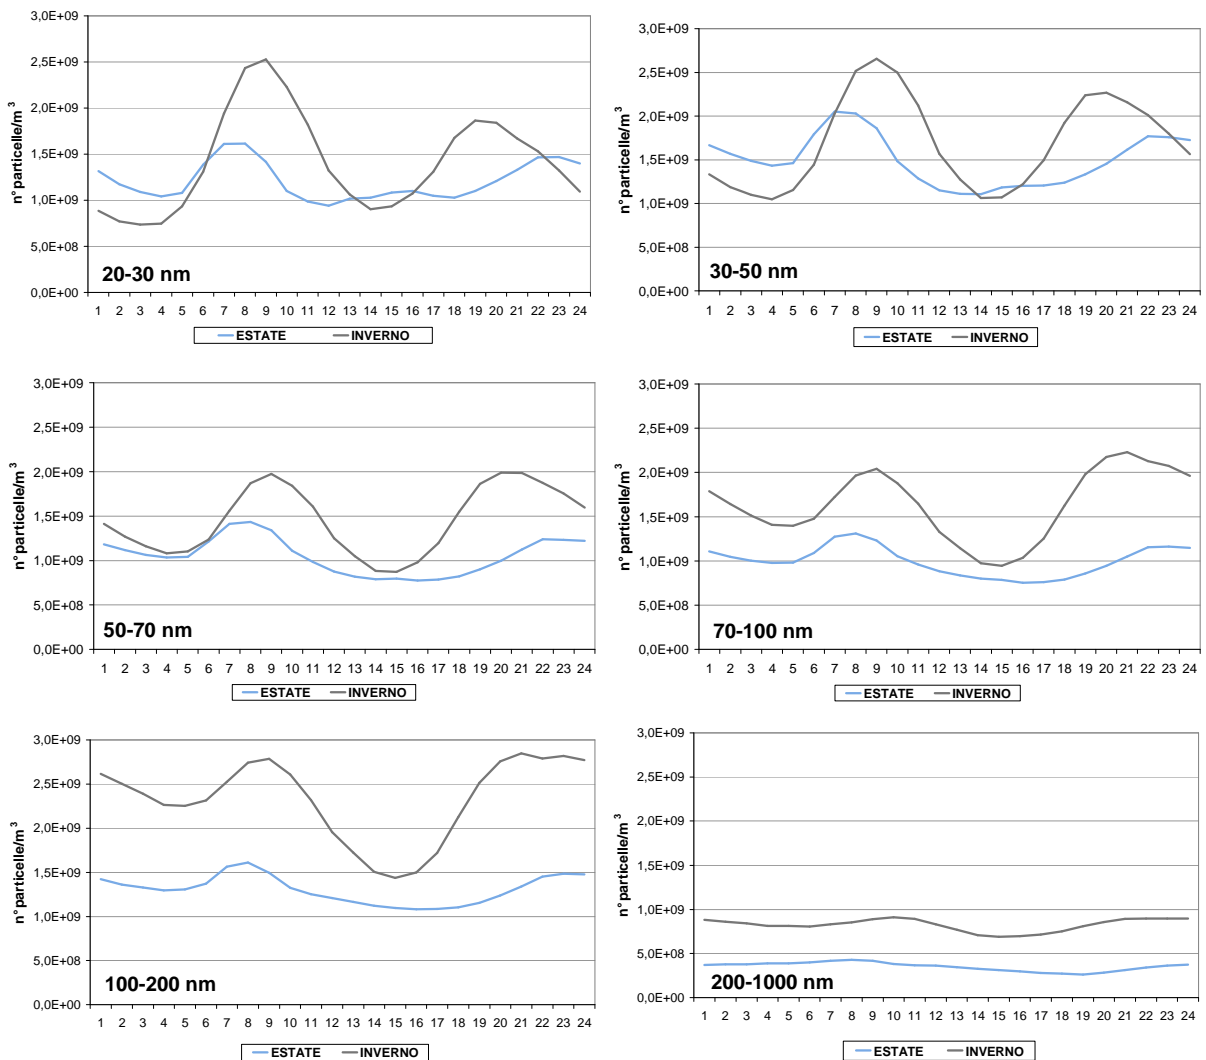 3,0E+09
2,5E+09
2,0E+09
1,5E+09
1,0E+09
5,0E+08
0,0E+00
n° particelle/m³
20-30 nm
1 2 3 4 5 6 7 8 9 10 11 12 13 14 15 16 17 18 19 20 21 22 23 24
ESTATE INVERNO
3,0E+09
2,5E+09
2,0E+09
1,5E+09
1,0E+09
5,0E+08
0,0E+00
n° particelle/m³
30-50 nm
1 2 3 4 5 6 7 8 9 10 11 12 13 14 15 16 17 18 19 20 21 22 23 24
ESTATE INVERNO
3,0E+09
2,5E+09
2,0E+09
1,5E+09
1,0E+09
5,0E+08
0,0E+00
n° particelle/m³
50-70 nm
1 2 3 4 5 6 7 8 9 10 11 12 13 14 15 16 17 18 19 20 21 22 23 24
ESTATE INVERNO
3,0E+09
2,5E+09
2,0E+09
1,5E+09
1,0E+09
5,0E+08
0,0E+00
n° particelle/m³
70-100 nm
1 2 3 4 5 6 7 8 9 10 11 12 13 14 15 16 17 18 19 20 21 22 23 24
ESTATE INVERNO
3,0E+09
2,5E+09
2,0E+09
1,5E+09
1,0E+09
5,0E+08
0,0E+00
n° particelle/m³
100-200 nm
1 2 3 4 5 6 7 8 9 10 11 12 13 14 15 16 17 18 19 20 21 22 23 24
ESTATE INVERNO
3,0E+09
2,5E+09
2,0E+09
1,5E+09
1,0E+09
5,0E+08
0,0E+00
n° particelle/m³
200-1000 nm
1 2 3 4 5 6 7 8 9 10 11 12 13 14 15 16 17 18 19 20 21 22 23 24
ESTATE INVERNO